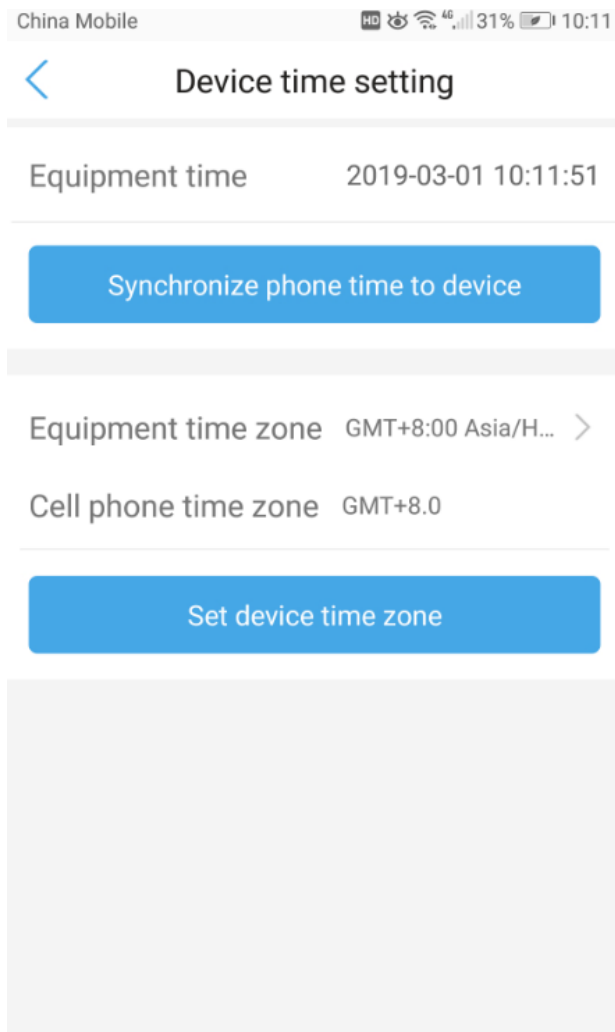 China Mobile HD 4G 31% 10:11
Device time setting
Equipment time 2019-03-01 10:11:51
Synchronize phone time to device
Equipment time zone GMT+8:00 Asia/H...
Cell phone time zone GMT+8.0
Set device time zone